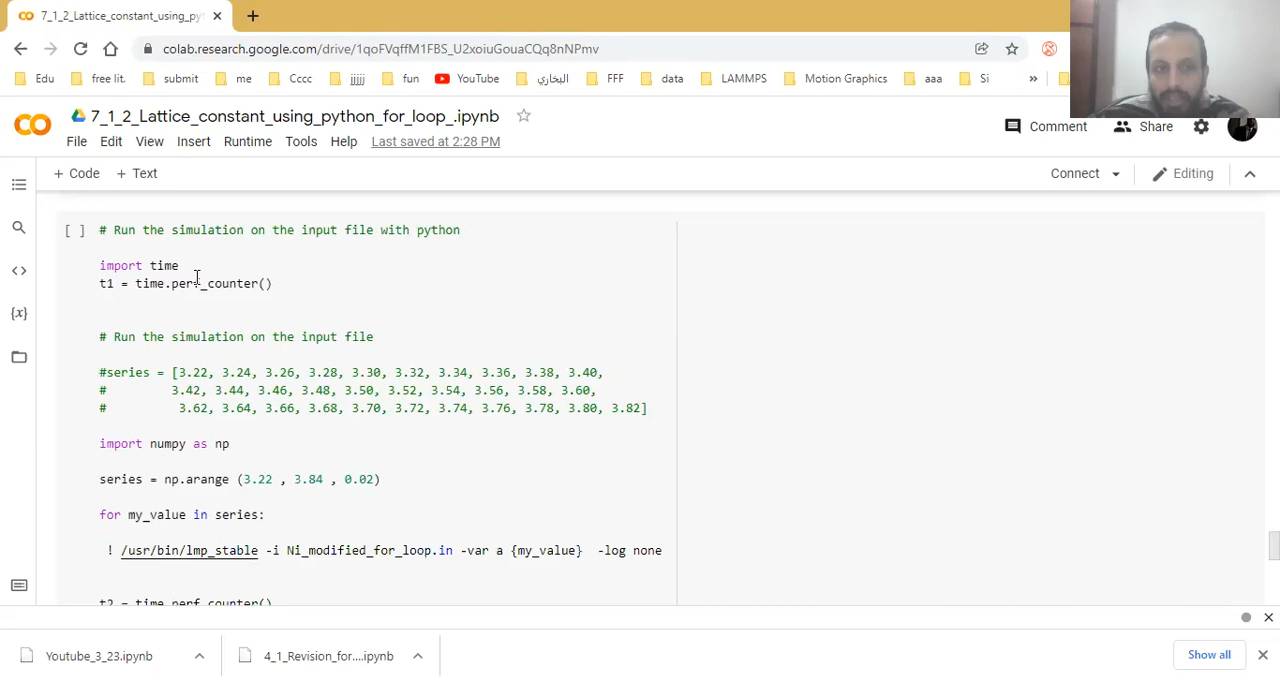 7_1_2_Lattice_constant_using_py
colab.research.google.com/drive/1qoFVqffM1FBS_U2xoiuGouaCQq8nNPmv
Edu free lit. submit me Cccc jjjjj fun YouTube البخاري FFF data LAMMPS Motion Graphics aaa Si »
7_1_2_Lattice_constant_using_python_for_loop_.ipynb
Comment Share
File Edit View Insert Runtime Tools Help Last saved at 2:28 PM
+ Code + Text Connect Editing
[ ] # Run the simulation on the input file with python
import time
t1 = time.perf_counter()
# Run the simulation on the input file
#series = [3.22, 3.24, 3.26, 3.28, 3.30, 3.32, 3.34, 3.36, 3.38, 3.40,
# 3.42, 3.44, 3.46, 3.48, 3.50, 3.52, 3.54, 3.56, 3.58, 3.60,
# 3.62, 3.64, 3.66, 3.68, 3.70, 3.72, 3.74, 3.76, 3.78, 3.80, 3.82]
import numpy as np
series = np.arange (3.22 , 3.84 , 0.02)
for my_value in series:
! /usr/bin/lmp_stable -i Ni_modified_for_loop.in -var a {my_value} -log none
t2 = time.perf_counter()
Youtube_3_23.ipynb 4_1_Revision_for....ipynb Show all